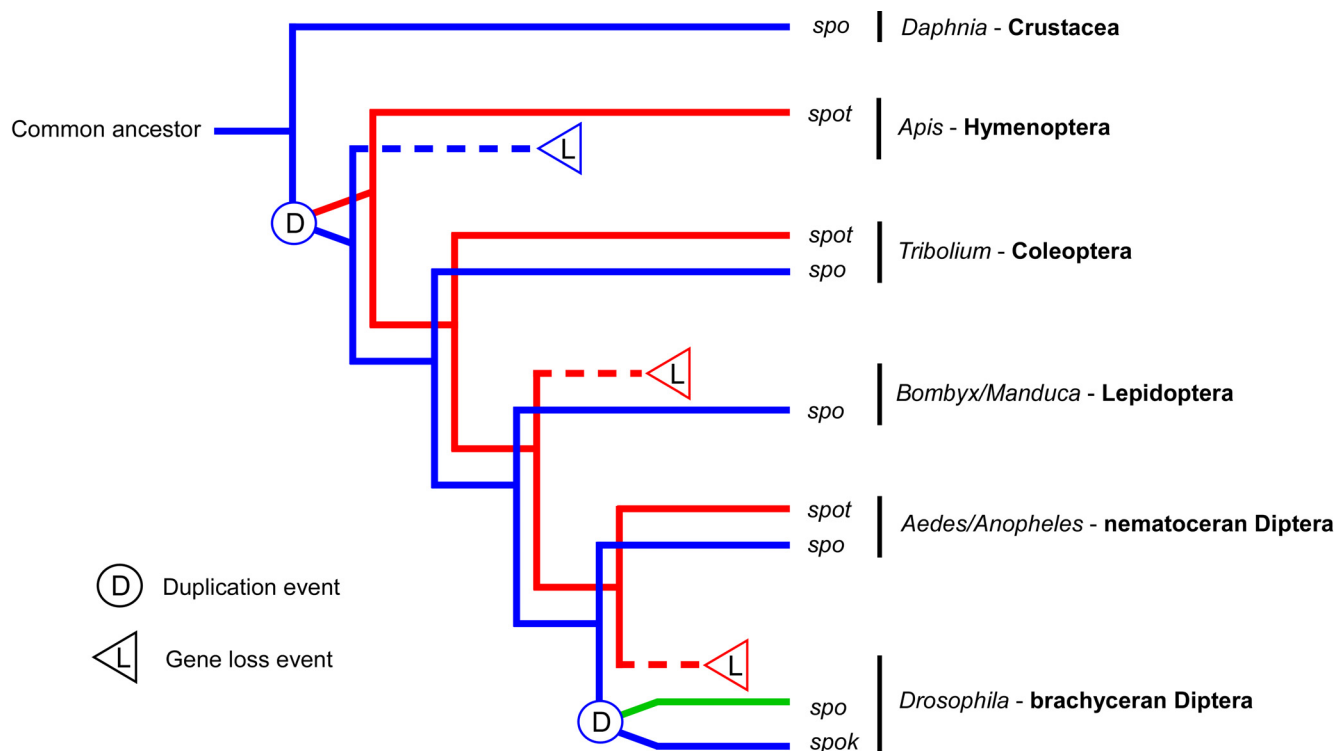 spo Daphnia - Crustacea
Common ancestor
spot
Apis - Hymenoptera
L
D
spot
Tribolium - Coleoptera
spo
L
Bombyx/Manduca - Lepidoptera
spo
spot
Aedes/Anopheles - nematoceran Diptera
spo
D Duplication event
L Gene loss event
L
spo
Drosophila - brachyceran Diptera
D
spok